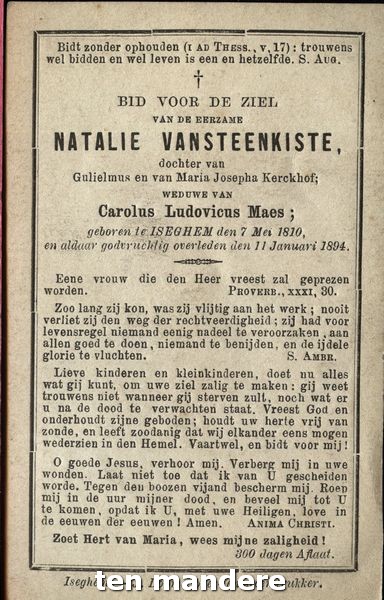 Bidt zonder ophouden (I AD THESS., V, 17) : trouwens
wel bidden en wel leven is een en hetzelfde. S. AUG.
†
BID VOOR DE ZIEL
VAN DE EERZAME
NATALIE VANSTEENKISTE,
dochter van
Gulielmus en van Maria Josepha Kerckhof;
WEDUWE VAN
Carolus Ludovicus Maes ;
geboren te ISEGHEM den 7 Mei 1810,
en aldaar godvruchtig overleden den 11 Januari 1894.
Eene vrouw die den Heer vreest zal geprezen
worden. PROVERB., XXXI, 30.
Zoo lang zij kon, was zij vlijtig aan het werk ; nooit
verliet zij den weg der rechtveerdigheid ; zij had voor
levensregel niemand eenig nadeel te veroorzaken, aan
allen goed te doen, niemand te benijden, en de ijdele
glorie te vluchten. S. AMBR.
Lieve kinderen en kleinkinderen, doet nu alles
wat gij kunt, om uwe ziel zalig te maken : gij weet
trouwens niet wanneer gij sterven zult, noch wat er
u na de dood te verwachten staat. Vreest God en
onderhoudt zijne geboden ; houdt uw herte vrij van
zonde, en leeft zoodanig dat wij elkander eens mogen
wederzien in den Hemel. Vaartwel, en bidt voor mij !
O goede Jesus, verhoor mij. Verberg mij in uwe
wonden. Laat niet toe dat ik van U gescheiden
worde. Tegen den boozen vijand bescherm mij. Roep
mij in de uur mijner dood, en beveel mij tot U
te komen, opdat ik U, met uwe Heiligen, love in
de eeuwen der eeuwen ! Amen. ANIMA CHRISTI.
Zoet Hert van Maria, wees mijne zaligheid !
300 dagen Aflaat.
Isegh
ten mandere
ukker.